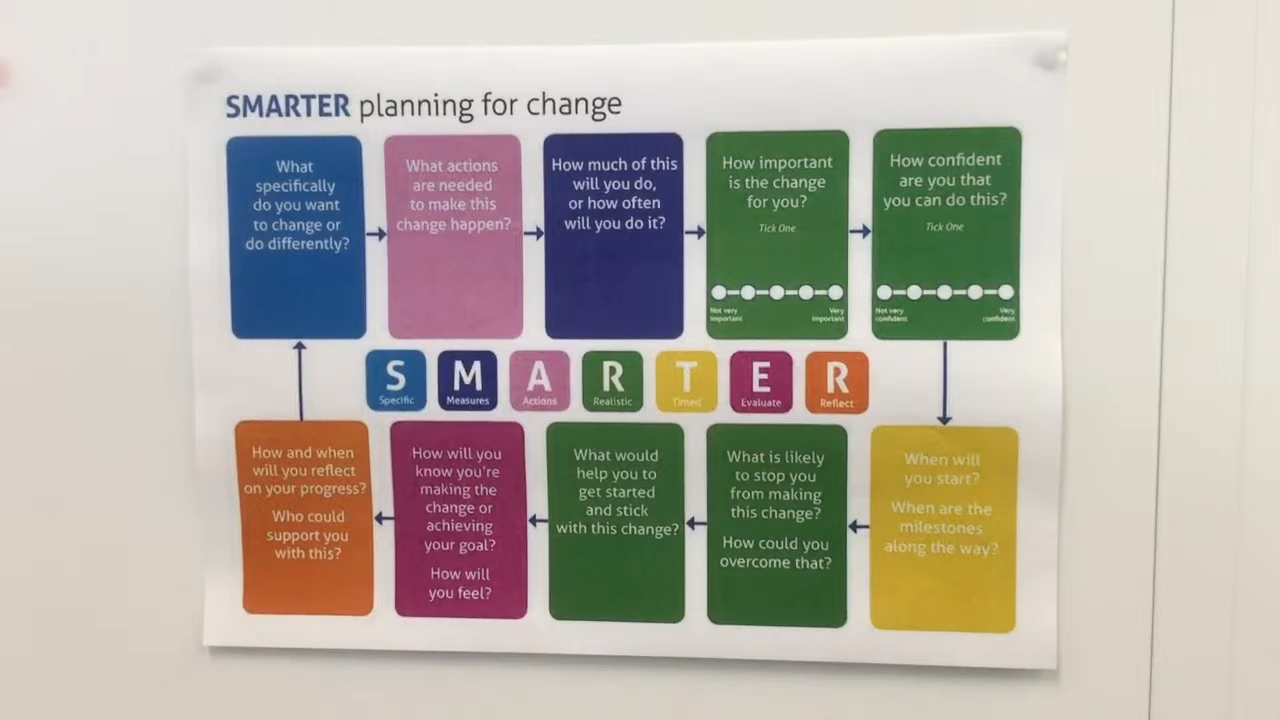 SMARTER planning for change
What
specifically
do you want
to change or
do differently?
What actions
are needed
to make this
change happen?
How much of this
will you do,
or how often
will you do it?
How important
is the change
for you?
Tick One
Not very
important
Very
important
How confident
are you that
you can do this?
Tick One
Not very
confident
Very
confident
S
Specific
M
Measures
A
Actions
R
Realistic
T
Timed
E
Evaluate
R
Reflect
When will
you start?
When are the
milestones
along the way?
What is likely
to stop you
from making
this change?
How could you
overcome that?
What would
help you to
get started
and stick
with this change?
How will you
know you're
making the
change or
achieving
your goal?
How will
you feel?
How and when
will you reflect
on your progress?
Who could
support you
with this?